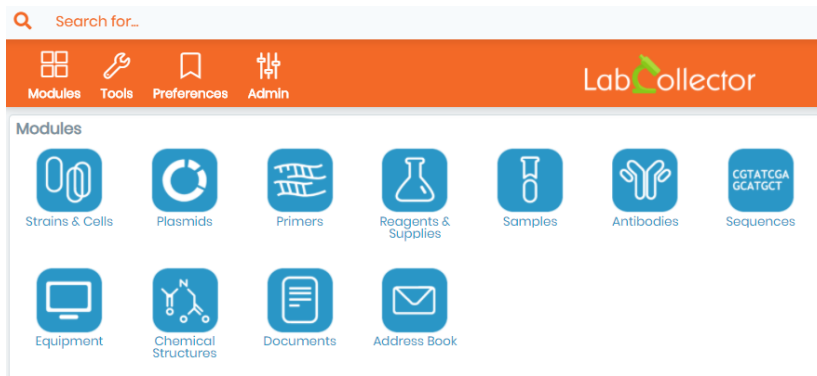 Search for...
Modules Tools Preferences Admin
LabCollector
Modules
CGTATCGA
GCATGCT
Strains & Cells Plasmids Primers Reagents & Supplies Samples Antibodies Sequences
N
Equipment Chemical Structures Documents Address Book